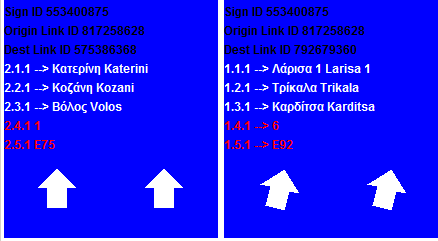 Sign ID 553400875
Origin Link ID 817258628
Dest Link ID 575386368
2.1.1 --> Κατερίνη Katerini
2.2.1 --> Κοζάνη Kozani
2.3.1 --> Βόλος Volos
2.4.1 1
2.5.1 E75
Sign ID 553400875
Origin Link ID 817258628
Dest Link ID 792679360
1.1.1 --> Λάρισα 1 Larisa 1
1.2.1 --> Τρίκαλα Trikala
1.3.1 --> Καρδίτσα Karditsa
1.4.1 --> 6
1.5.1 --> E92